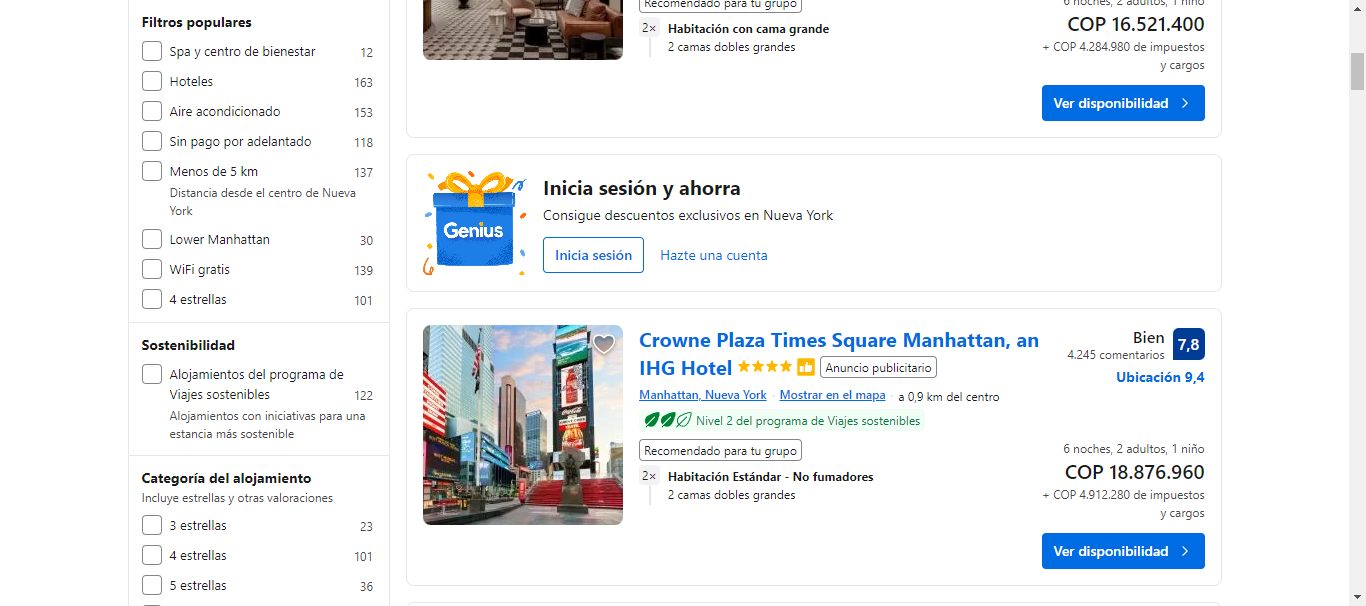 Filtros populares
Spa y centro de bienestar 12
Hoteles 163
Aire acondicionado 153
Sin pago por adelantado 118
Menos de 5 km 137
Distancia desde el centro de Nueva
York
Lower Manhattan 30
WiFi gratis 139
4 estrellas 101
Sostenibilidad
Alojamientos del programa de
Viajes sostenibles 122
Alojamientos con iniciativas para una
estancia más sostenible
Categoría del alojamiento
Incluye estrellas y otras valoraciones
3 estrellas 23
4 estrellas 101
5 estrellas 36
Recomendado para tu grupo
2× Habitación con cama grande
2 camas dobles grandes
6 noches, 2 adultos, 1 niño
COP 16.521.400
+ COP 4.284.980 de impuestos
y cargos
Ver disponibilidad
Genius
Inicia sesión y ahorra
Consigue descuentos exclusivos en Nueva York
Inicia sesión Hazte una cuenta
Crowne Plaza Times Square Manhattan, an
IHG Hotel Anuncio publicitario
Manhattan, Nueva York · Mostrar en el mapa · a 0,9 km del centro
Nivel 2 del programa de Viajes sostenibles
Bien 7,8
4.245 comentarios
Ubicación 9,4
Recomendado para tu grupo
2× Habitación Estándar - No fumadores
2 camas dobles grandes
6 noches, 2 adultos, 1 niño
COP 18.876.960
+ COP 4.912.280 de impuestos
y cargos
Ver disponibilidad